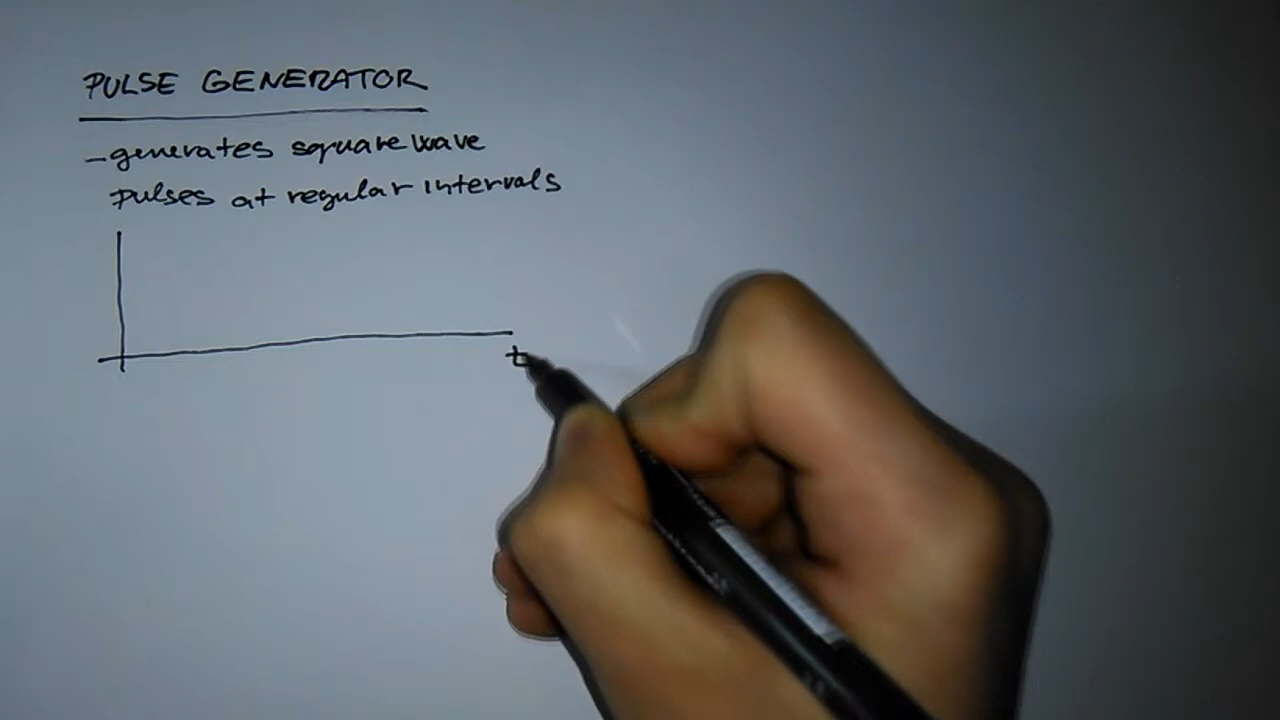 PULSE GENERATOR
- generates square wave
pulses at regular intervals
t